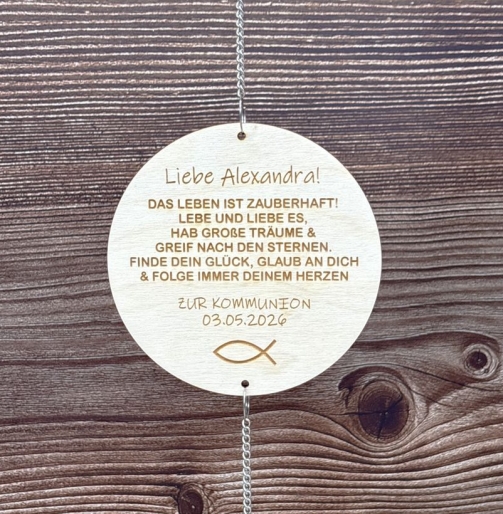 Liebe Alexandra!
DAS LEBEN IST ZAUBERHAFT!
LEBE UND LIEBE ES,
HAB GROßE TRÄUME &
GREIF NACH DEN STERNEN.
FINDE DEIN GLÜCK, GLAUB AN DICH
& FOLGE IMMER DEINEM HERZEN
ZUR KOMMUNION
03.05.2026